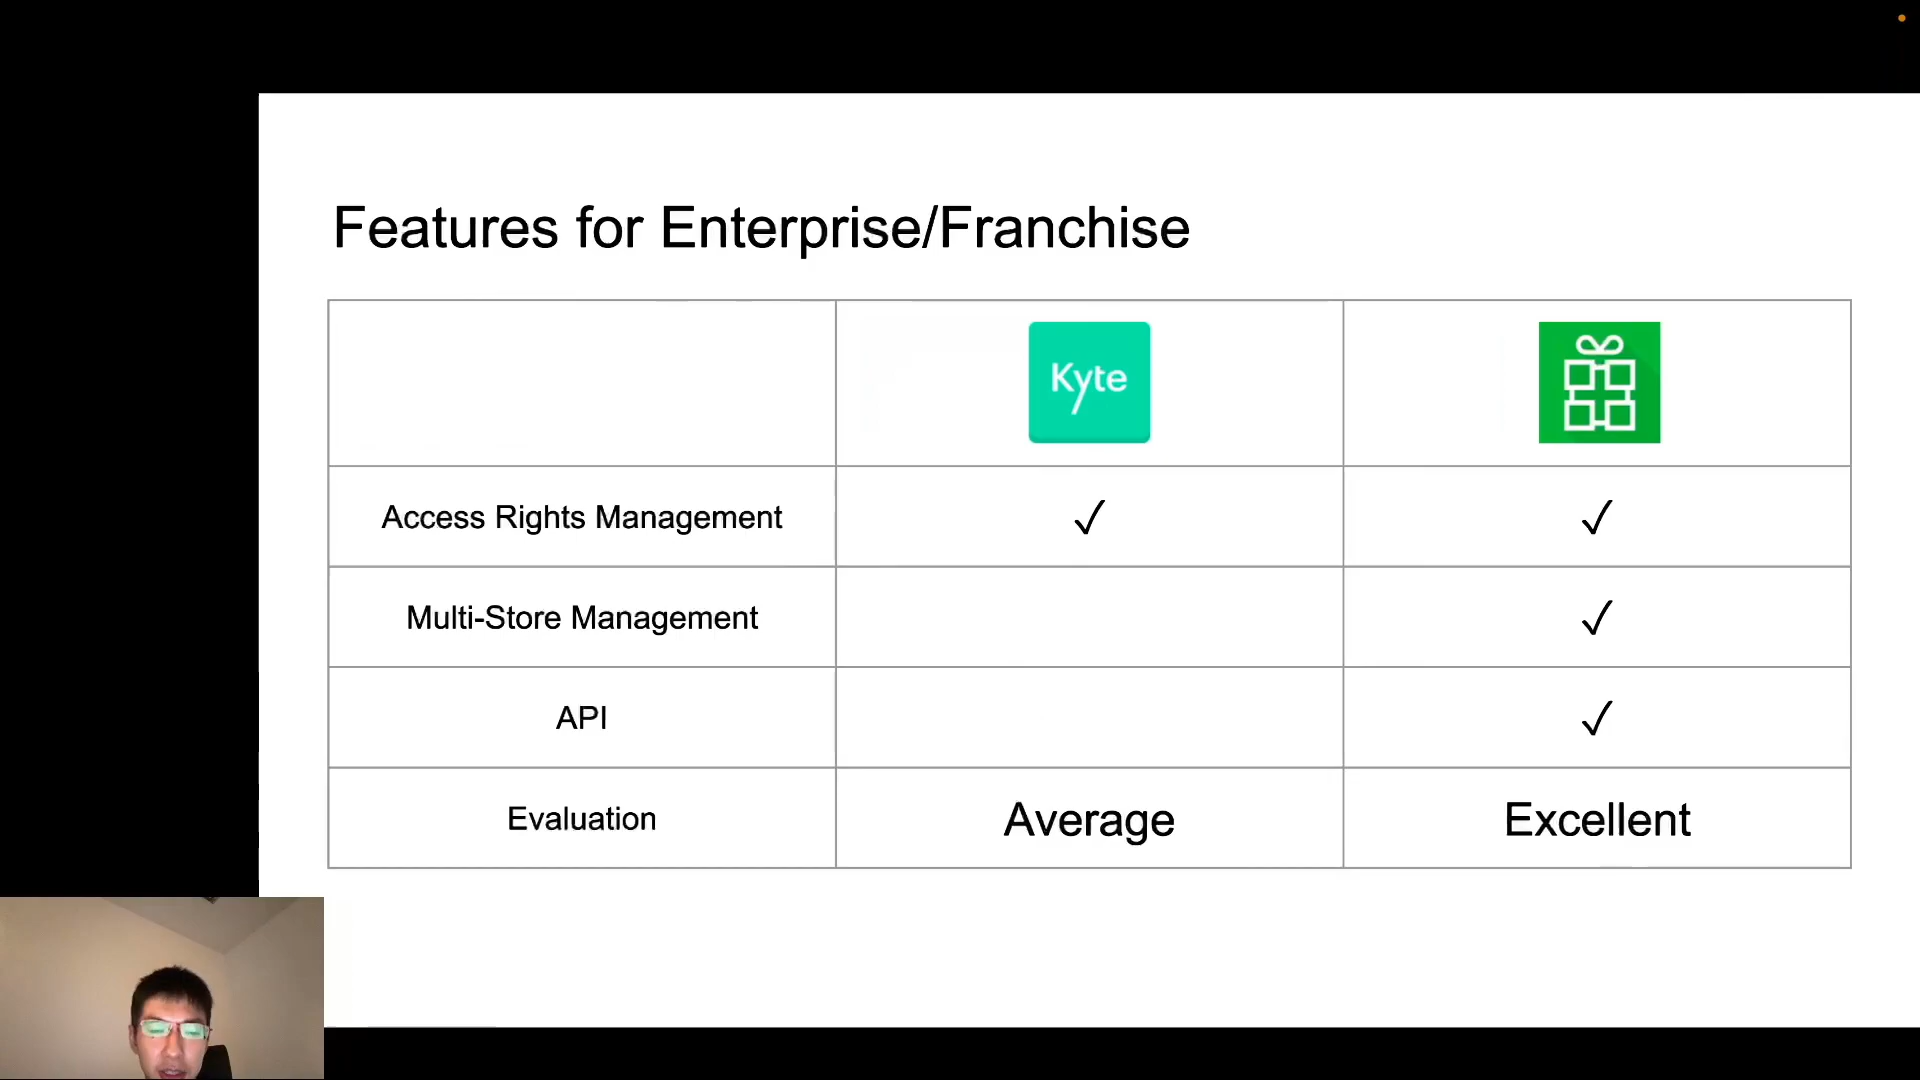 Features for Enterprise/Franchise
Kyte
Access Rights Management ✓ ✓
Multi-Store Management ✓
API ✓
Evaluation Average Excellent